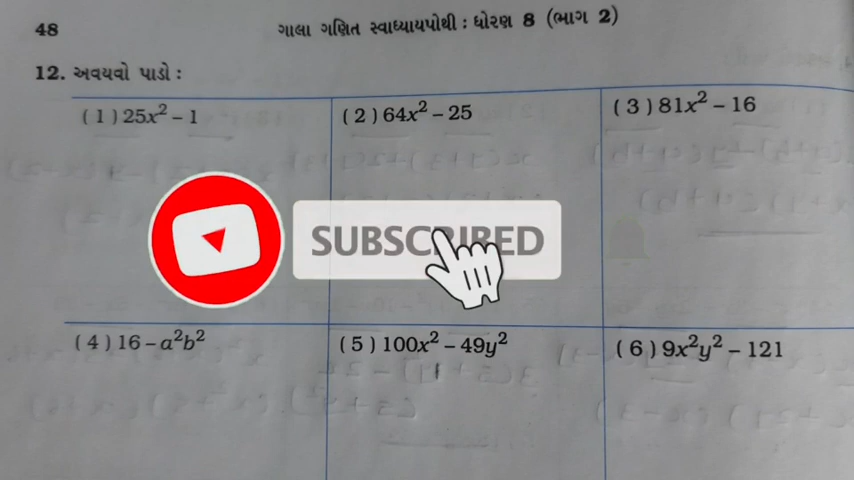 48 ગાલા ગણિત સ્વાધ્યાયપોથી : ધોરણ 8 (ભાગ 2)
12. અવયવો પાડો :
(1) 25x² – 1 (2) 64x² – 25 (3) 81x² – 16
SUBSCRIBED
(4) 16 – a²b² (5) 100x² – 49y² (6) 9x²y² – 121